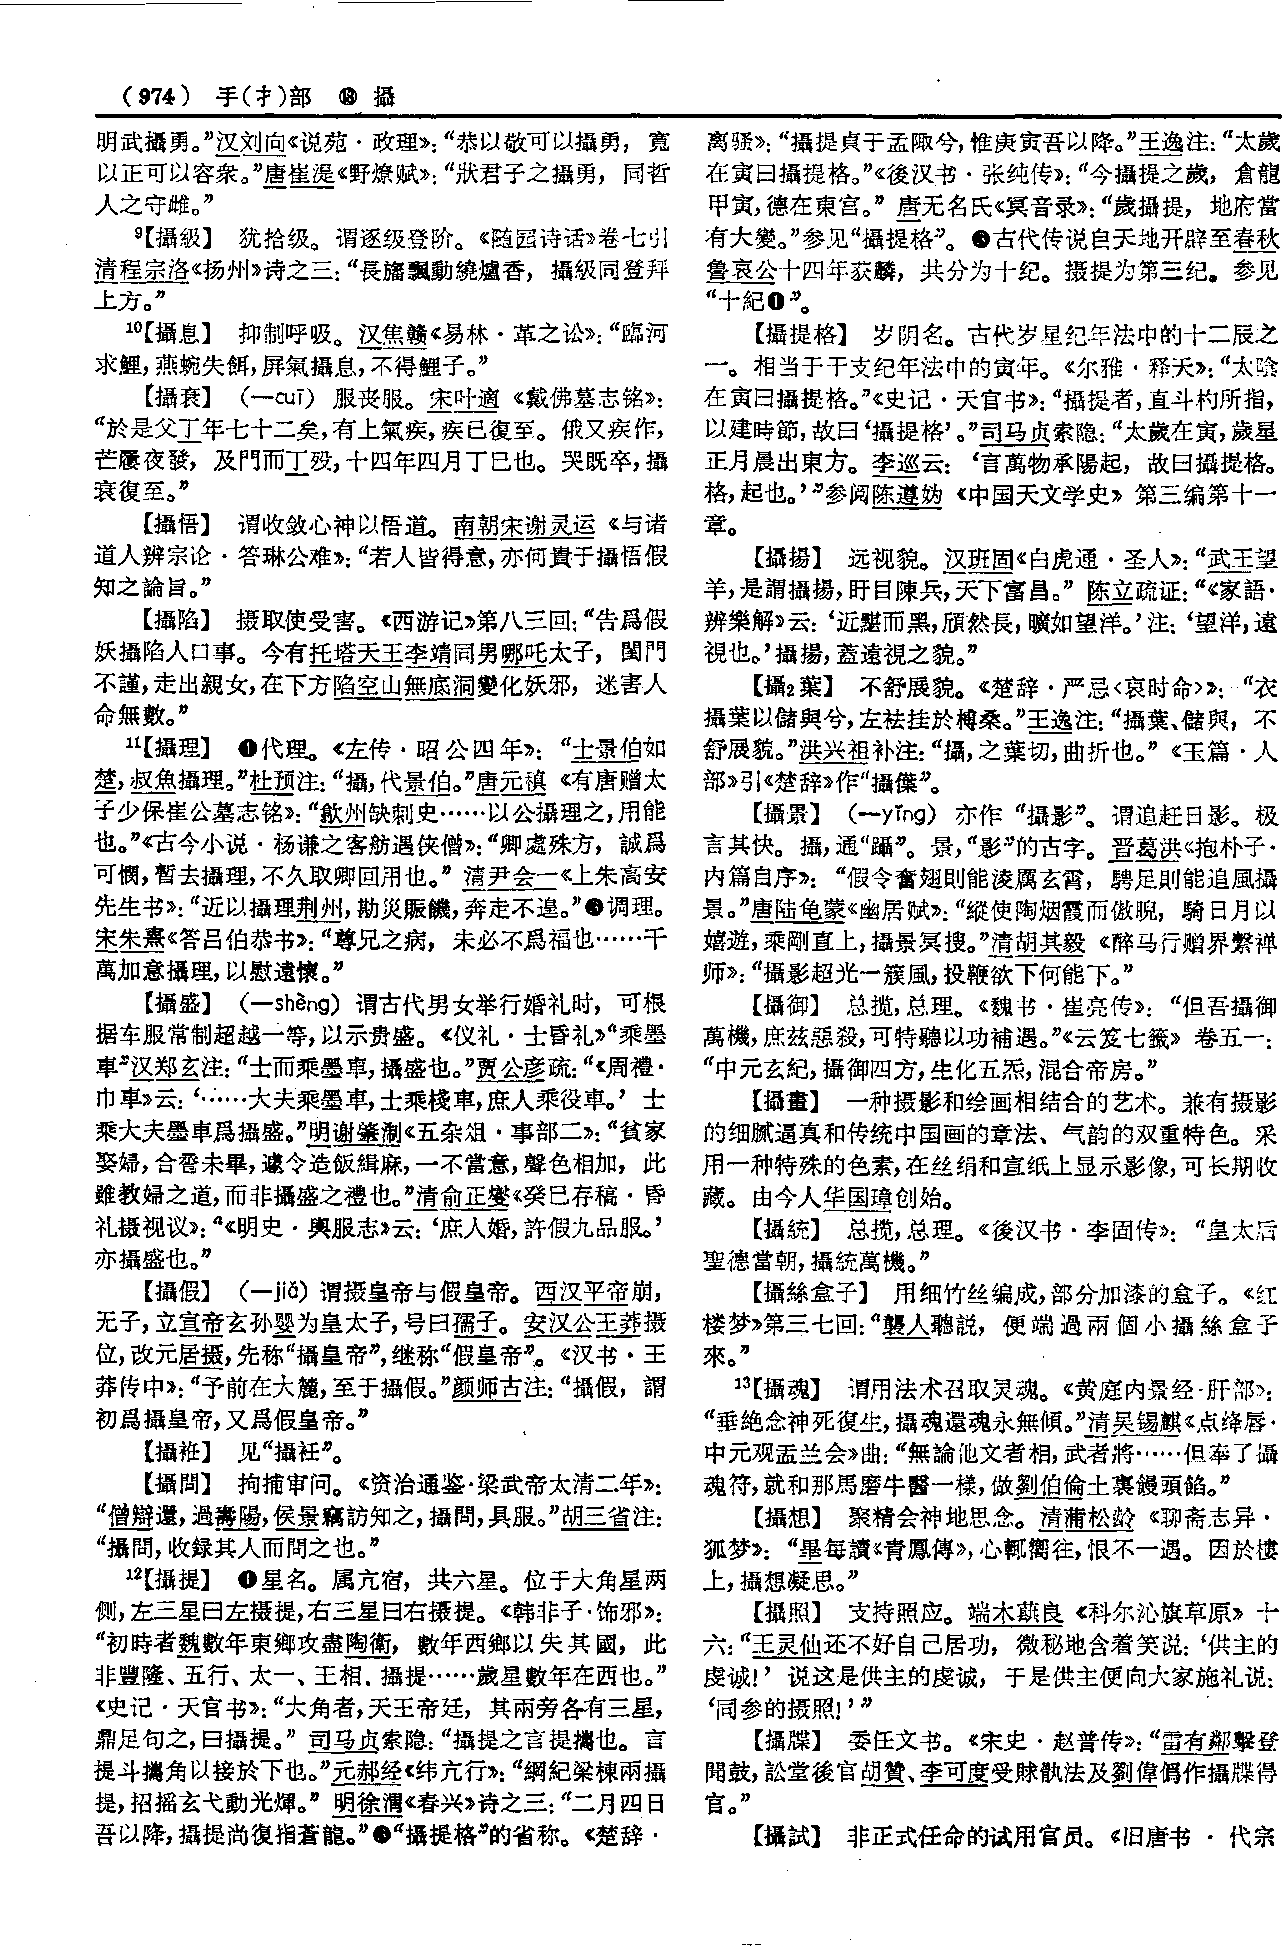 （974） 手(扌)部 ⓭ 攝
明武攝勇。”汉刘向《说苑·政理》：“恭以敬可以攝勇，寬
以正可以容衆。”唐崔湜《野燎赋》：“狀君子之攝勇，同哲
人之守雌。”
9【攝級】 犹拾级。谓逐级登阶。《随园诗话》卷七引
清程宗洛《扬州》诗之三：“長旛飄動繞爐香，攝級同登拜
上方。”
10【攝息】 抑制呼吸。汉焦赣《易林·革之讼》：“臨河
求鯉，燕婉失餌，屏氣攝息，不得鯉子。”
【攝衰】 （—cuī）服丧服。宋叶適《戴佛墓志铭》：
“於是父丁年七十二矣，有上氣疾，疾已復至。俄又疾作，
芒屨夜發，及門而丁殁，十四年四月丁巳也。哭既卒，攝
衰復至。”
【攝悟】 谓收敛心神以悟道。南朝宋谢灵运《与诸
道人辨宗论·答琳公难》：“若人皆得意，亦何貴于攝悟假
知之論旨。”
【攝陷】 摄取使受害。《西游记》第八三回：“告爲假
妖攝陷人口事。今有托塔天王李靖同男哪吒太子，閨門
不謹，走出親女，在下方陷空山無底洞變化妖邪，迷害人
命無數。”
11【攝理】 ❶代理。《左传·昭公四年》：“士景伯如
楚，叔魚攝理。”杜预注：“攝，代景伯。”唐元稹《有唐赠太
子少保崔公墓志铭》：“歙州缺刺史……以公攝理之，用能
也。”《古今小说·杨谦之客舫遇侠僧》：“卿處殊方，誠爲
可憫，暫去攝理，不久取卿回用也。”清尹会一《上朱高安
先生书》：“近以攝理荆州，勘災賑饑，奔走不遑。”❷调理。
宋朱熹《答吕伯恭书》：“尊兄之病，未必不爲福也……千
萬加意攝理，以慰遠懷。”
【攝盛】 （—shèng）谓古代男女举行婚礼时，可根
据车服常制超越一等，以示贵盛。《仪礼·士昏礼》“乘墨
車”汉郑玄注：“士而乘墨車，攝盛也。”贾公彦疏：“《周禮·
巾車》云：‘……大夫乘墨車，士乘棧車，庶人乘役車。’士
乘大夫墨車爲攝盛。”明谢肇淛《五杂俎·事部二》：“貧家
娶婦，合卺未畢，遽令造飯緝麻，一不當意，聲色相加，此
雖教婦之道，而非攝盛之禮也。”清俞正燮《癸巳存稿·昏
礼摄视议》：“《明史·輿服志》云：‘庶人婚，許假九品服。’
亦攝盛也。”
【攝假】 （—jiǎ）谓摄皇帝与假皇帝。西汉平帝崩，
无子，立宣帝玄孙婴为皇太子，号曰孺子。安汉公王莽摄
位，改元居摄，先称“攝皇帝”，继称“假皇帝”。《汉书·王
莽传中》：“予前在大麓，至于攝假。”颜师古注：“攝假，謂
初爲攝皇帝，又爲假皇帝。”
【攝袵】 见“攝衽”。
【攝問】 拘捕审问。《资治通鉴·梁武帝太清二年》：
“僧辯還，過壽陽，侯景竊訪知之，攝問，具服。”胡三省注：
“攝問，收録其人而問之也。”
12【攝提】 ❶星名。属亢宿，共六星。位于大角星两
侧，左三星曰左摄提，右三星曰右摄提。《韩非子·饰邪》：
“初時者魏數年東鄉攻盡陶衛，數年西鄉以失其國，此
非豐隆、五行、太一、王相、攝提……歲星數年在西也。”
《史记·天官书》：“大角者，天王帝廷，其兩旁各有三星，
鼎足句之，曰攝提。”司马贞索隐：“攝提之言提攜也。言
提斗攜角以接於下也。”元郝经《纬亢行》：“網紀梁棟兩攝
提，招摇玄弋動光燀。”明徐渭《春兴》诗之三：“二月四日
吾以降，攝提尚復指蒼龍。”❷“攝提格”的省称。《楚辞·
离骚》：“攝提貞于孟陬兮，惟庚寅吾以降。”王逸注：“太歲
在寅曰攝提格。”《後汉书·张纯传》：“今攝提之歲，倉龍
甲寅，德在東宫。”唐无名氏《冥音录》：“歲攝提，地府當
有大變。”参见“攝提格”。❸古代传说自天地开辟至春秋
鲁哀公十四年获麟，共分为十纪。摄提为第三纪。参见
“十紀❶”。
【攝提格】 岁阴名。古代岁星纪年法中的十二辰之
一。相当于干支纪年法中的寅年。《尔雅·释天》：“太陰
在寅曰攝提格。”《史记·天官书》：“攝提者，直斗杓所指，
以建時節，故曰‘攝提格’。”司马贞索隐：“太歲在寅，歲星
正月晨出東方。李巡云：‘言萬物承陽起，故曰攝提格。
格，起也。’”参阅陈遵妫《中国天文学史》第三编第十一
章。
【攝揚】 远视貌。汉班固《白虎通·圣人》：“武王望
羊，是謂攝揚，盱目陳兵，天下富昌。”陈立疏证：“《家語·
辨樂解》云：‘近黮而黑，頎然長，曠如望洋。’注：‘望洋，遠
視也。’攝揚，蓋遠視之貌。”
【攝2葉】 不舒展貌。《楚辞·严忌〈哀时命〉》：“衣
攝葉以儲與兮，左袪挂於榑桑。”王逸注：“攝葉、儲與，不
舒展貌。”洪兴祖补注：“攝，之葉切，曲折也。”《玉篇·人
部》引《楚辞》作“攝偞”。
【攝景】 （—yǐng）亦作“攝影”。谓追赶日影。极
言其快。攝，通“躡”。景，“影”的古字。晋葛洪《抱朴子·
内篇自序》：“假令奮翅則能淩厲玄霄，騁足則能追風攝
景。”唐陆龟蒙《幽居赋》：“縱使陶烟霞而傲睨，騎日月以
嬉遊，乘剛直上，攝景冥搜。”清胡其毅《醉马行赠界繫禅
师》：“攝影超光一簇風，投鞭欲下何能下。”
【攝御】 总揽，总理。《魏书·崔亮传》：“但吾攝御
萬機，庶兹惡殺，可特聽以功補過。”《云笈七籤》卷五一：
“中元玄紀，攝御四方，生化五炁，混合帝房。”
【攝畫】 一种摄影和绘画相结合的艺术。兼有摄影
的细腻逼真和传统中国画的章法、气韵的双重特色。采
用一种特殊的色素，在丝绢和宣纸上显示影像，可长期收
藏。由今人华国璋创始。
【攝統】 总揽，总理。《後汉书·李固传》：“皇太后
聖德當朝，攝統萬機。”
【攝絲盒子】 用细竹丝编成，部分加漆的盒子。《红
楼梦》第三七回：“襲人聽説，便端過兩個小攝絲盒子
來。”
13【攝魂】 谓用法术召取灵魂。《黄庭内景经·肝部》：
“垂絶念神死復生，攝魂還魂永無傾。”清吴锡麒《点绛唇·
中元观盂兰会》曲：“無論他文者相，武者將……但奉了攝
魂符，就和那馬磨牛醫一樣，做劉伯倫土裏饅頭餡。”
【攝想】 聚精会神地思念。清蒲松龄《聊斋志异·
狐梦》：“畢每讀《青鳳傳》，心輒嚮往，恨不一遇。因於樓
上，攝想凝思。”
【攝照】 支持照应。端木蕻良《科尔沁旗草原》十
六：“王灵仙还不好自己居功，微秘地含着笑说：‘供主的
虔诚！’说这是供主的虔诚，于是供主便向大家施礼说：
‘同参的摄照！’”
【攝牒】 委任文书。《宋史·赵普传》：“雷有鄰擊登
聞鼓，訟堂後官胡贊、李可度受賕骩法及劉偉僞作攝牒得
官。”
【攝試】 非正式任命的试用官员。《旧唐书·代宗